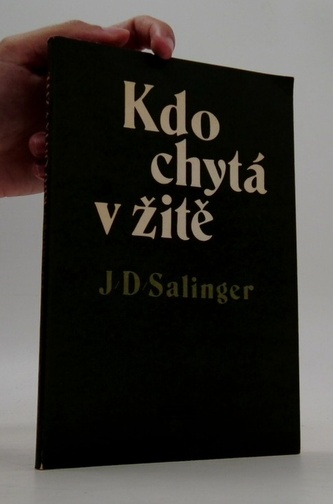 Kdo
chytá
v žitě
J/D/Salinger